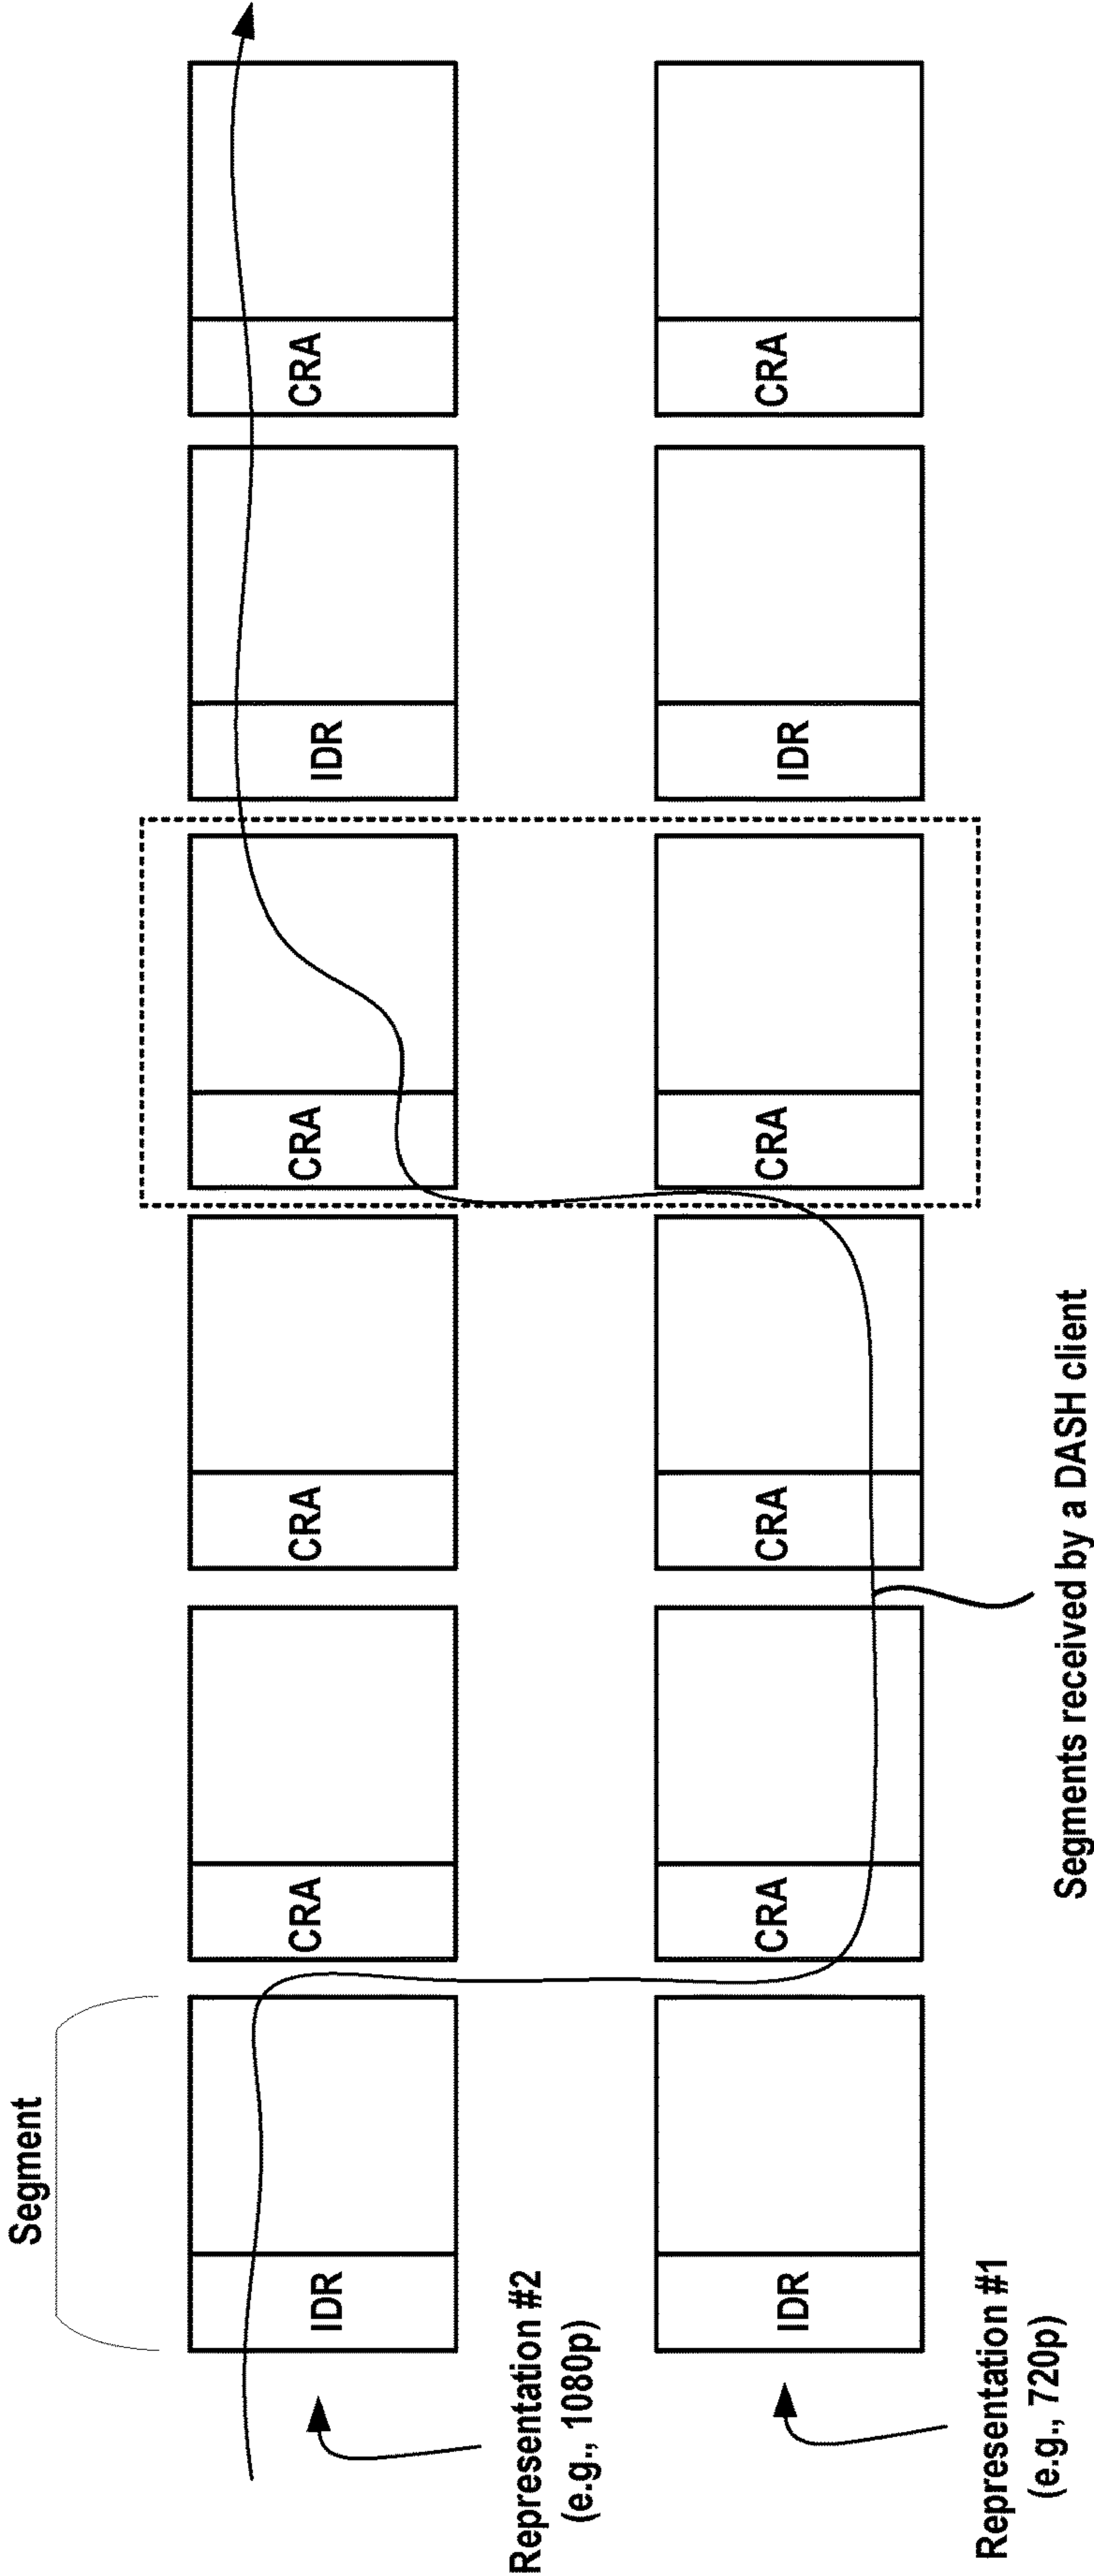 Segment
IDR
CRA
CRA
CRA
IDR
CRA
Representation #2
(e.g., 1080p)
IDR
CRA
CRA
CRA
IDR
CRA
Representation #1
(e.g., 720p)
Segments received by a DASH client